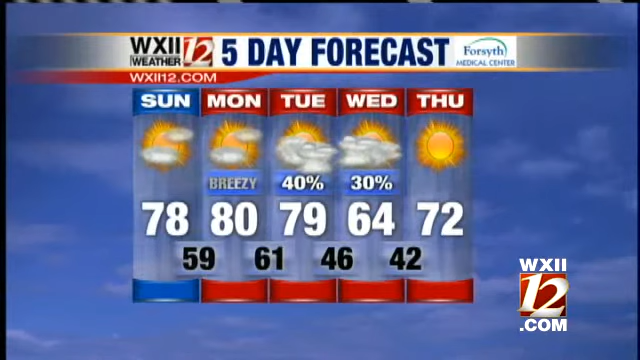 WXII 12
WEATHER
5 DAY FORECAST
Forsyth
MEDICAL CENTER
WXII12.COM
SUN MON TUE WED THU
BREEZY 40% 30%
78 80 79 64 72
59 61 46 42
WXII
12
.COM